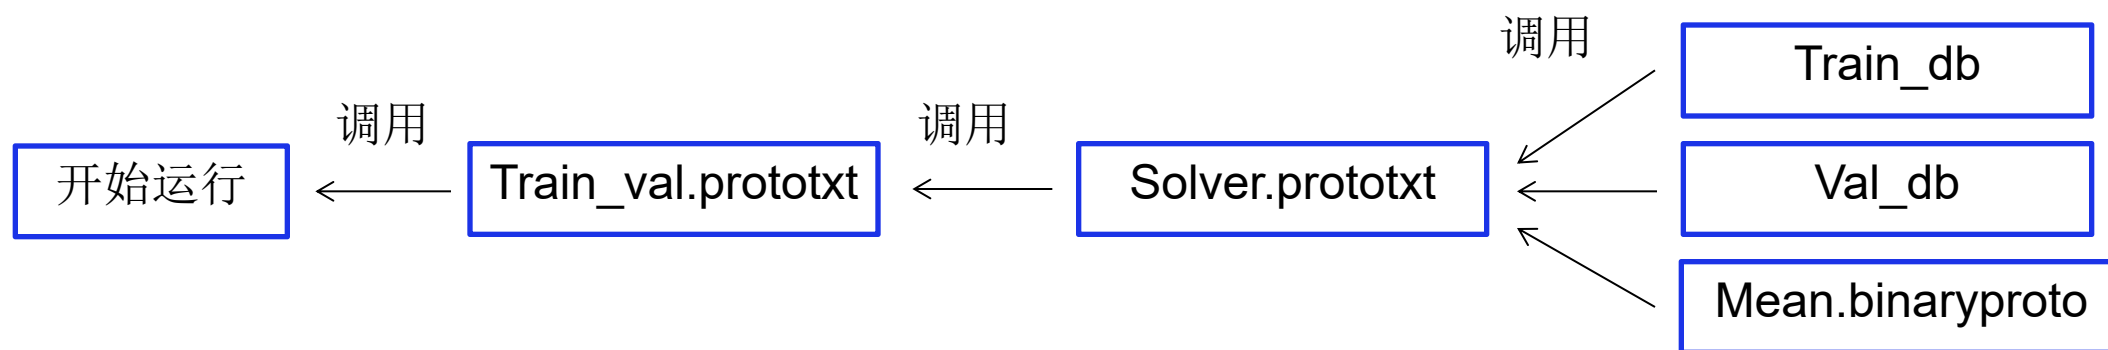 调用
Train_db
调用
调用
开始运行
Train_val.prototxt
Solver.prototxt
Val_db
Mean.binaryproto